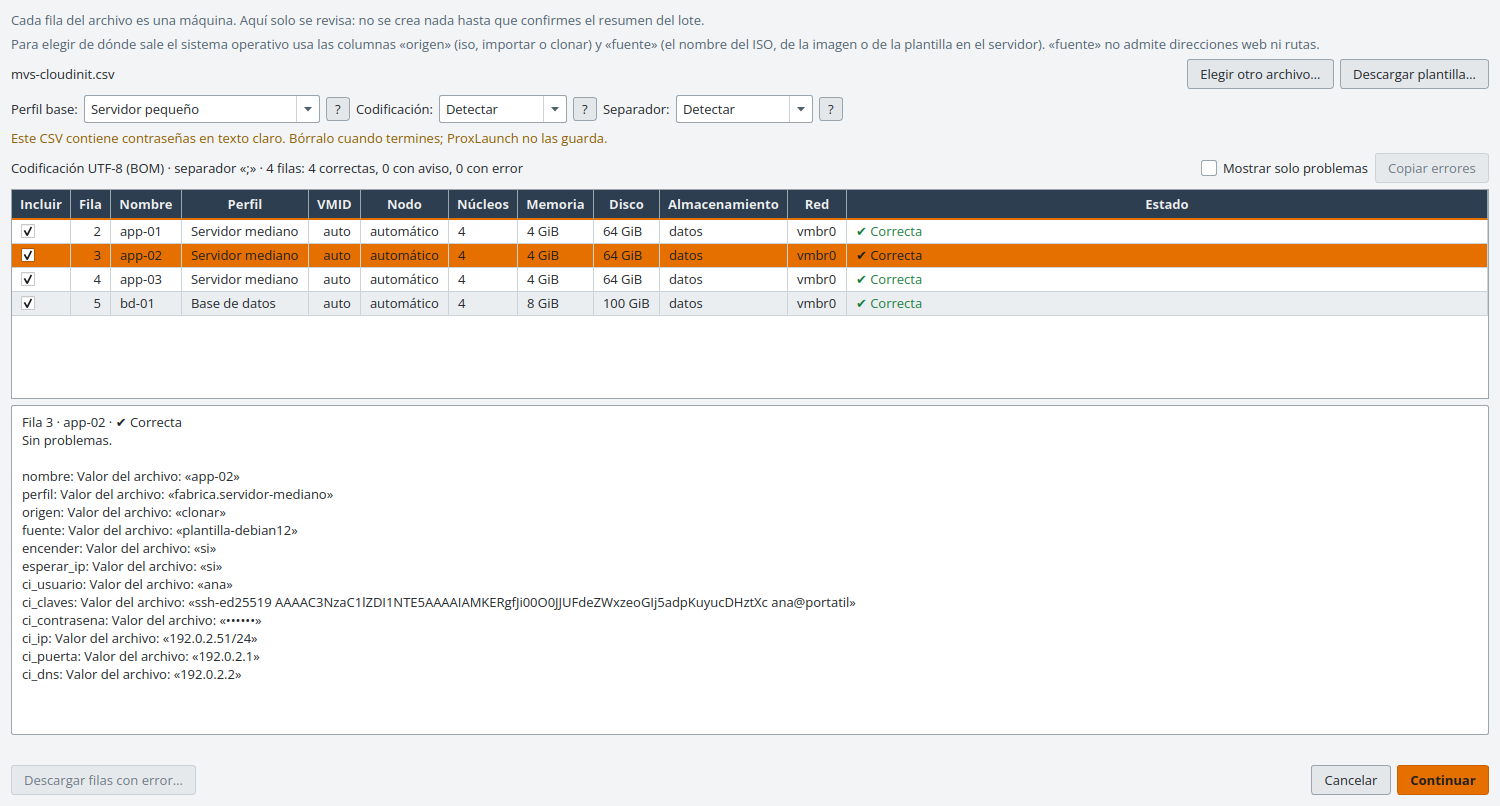 Cada fila del archivo es una máquina. Aquí solo se revisa: no se crea nada hasta que confirmes el resumen del lote.
Para elegir de dónde sale el sistema operativo usa las columnas «origen» (iso, importar o clonar) y «fuente» (el nombre del ISO, de la imagen o de la plantilla en el servidor). «fuente» no admite direcciones web ni rutas.
mvs-cloudinit.csv Elegir otro archivo... Descargar plantilla...
Perfil base: Servidor pequeño ? Codificación: Detectar ? Separador: Detectar ?
Este CSV contiene contraseñas en texto claro. Bórralo cuando termines; ProxLaunch no las guarda.
Codificación UTF-8 (BOM) · separador «;» · 4 filas: 4 correctas, 0 con aviso, 0 con error Mostrar solo problemas Copiar errores
Incluir Fila Nombre Perfil VMID Nodo Núcleos Memoria Disco Almacenamiento Red Estado
2 app-01 Servidor mediano auto automático 4 4 GiB 64 GiB datos vmbr0 ✔ Correcta
3 app-02 Servidor mediano auto automático 4 4 GiB 64 GiB datos vmbr0 ✔ Correcta
4 app-03 Servidor mediano auto automático 4 4 GiB 64 GiB datos vmbr0 ✔ Correcta
5 bd-01 Base de datos auto automático 4 8 GiB 100 GiB datos vmbr0 ✔ Correcta
Fila 3 · app-02 · ✔ Correcta
Sin problemas.
nombre: Valor del archivo: «app-02»
perfil: Valor del archivo: «fabrica.servidor-mediano»
origen: Valor del archivo: «clonar»
fuente: Valor del archivo: «plantilla-debian12»
encender: Valor del archivo: «si»
esperar_ip: Valor del archivo: «si»
ci_usuario: Valor del archivo: «ana»
ci_claves: Valor del archivo: «ssh-ed25519 AAAAC3NzaC1lZDI1NTE5AAAAIAMKERgfJi00O0JJUFdeZWxzeoGIj5adpKuyucDHztXc ana@portatil»
ci_contrasena: Valor del archivo: «••••••»
ci_ip: Valor del archivo: «192.0.2.51/24»
ci_puerta: Valor del archivo: «192.0.2.1»
ci_dns: Valor del archivo: «192.0.2.2»
Descargar filas con error... Cancelar Continuar